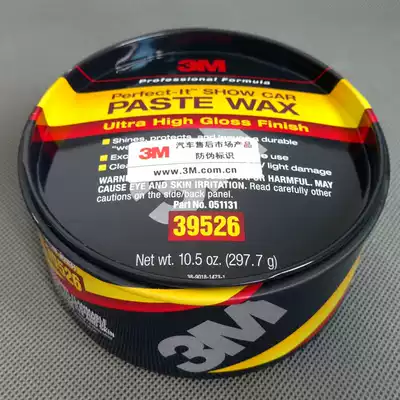 3M
Professional Formula
Perfect-It™ SHOW CAR
PASTE WAX
Ultra High Gloss Finish
Shines, protects, and a durable
3M 汽车售后市场产品
防伪标识
www.3M.com.cn
use
light damage
HARMFUL. MAY
CAUSE EYE AND SKIN IRRITATION. Read carefully other
cautions on the side/back panel.
Part No. 051131
39526
Net wt. 10.5 oz. (297.7 g)
3M